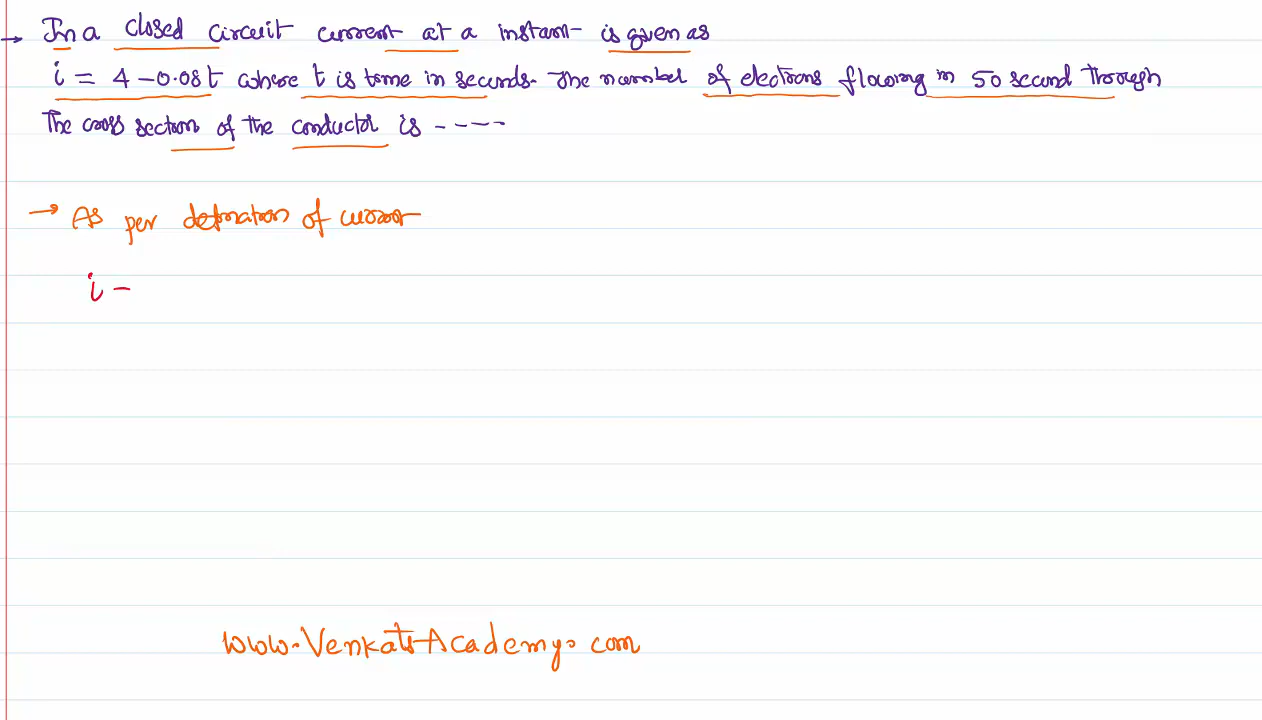 → In a closed circuit current at a instant is given as
i = 4 - 0.08t where t is time in seconds. The number of electrons flowing in 50 second through
The cross section of the conductor is ----
→ As per defination of current
i -
www.VenkatsAcademy.com